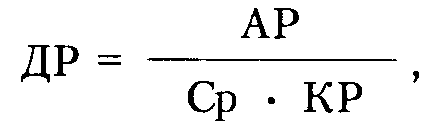 ДР = АР / Ср · КР ,